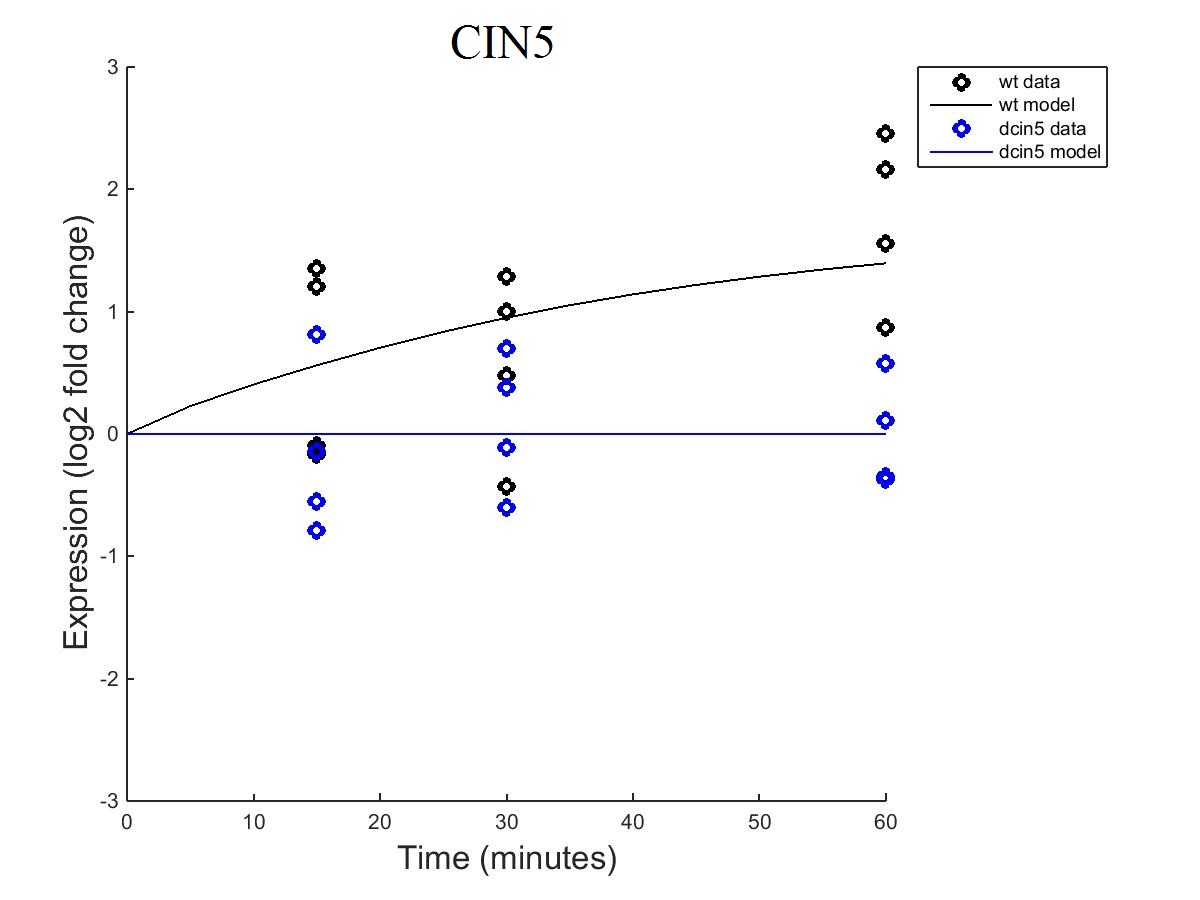 CIN5
3
2
1
0
-1
-2
-3
Expression (log2 fold change)
0 10 20 30 40 50 60
Time (minutes)
wt data
wt model
dcin5 data
dcin5 model